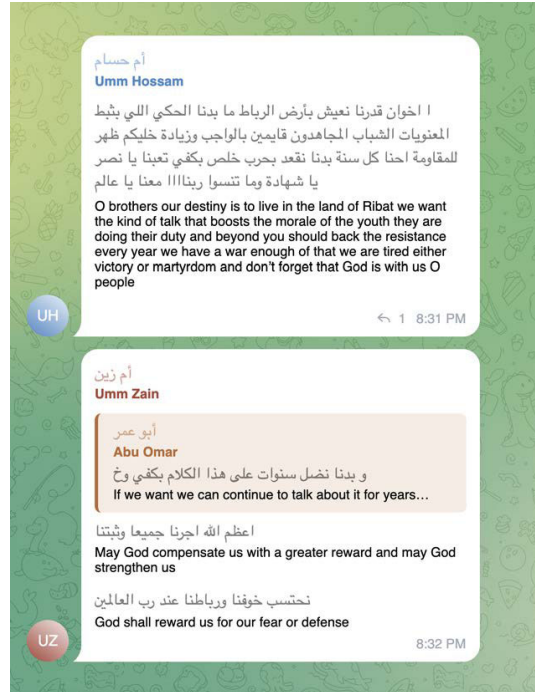 أم حسام
Umm Hossam
ا اخوان قدرنا نعيش بأرض الرباط ما بدنا الحكي اللي بثبط
المعنويات الشباب المجاهدون قايمين بالواجب وزيادة خليكم ظهر
للمقاومة احنا كل سنة بدنا نقعد بحرب خلص بكفي تعبنا يا نصر
يا شهادة وما تنسوا ربناااا معنا يا عالم
O brothers our destiny is to live in the land of Ribat we want
the kind of talk that boosts the morale of the youth they are
doing their duty and beyond you should back the resistance
every year we have a war enough of that we are tired either
victory or martyrdom and don't forget that God is with us O
people
UH
1 8:31 PM
أم زين
Umm Zain
أبو عمر
Abu Omar
و بدنا نضل سنوات على هذا الكلام بكفي وخ
If we want we can continue to talk about it for years…
اعظم الله اجرنا جميعا وثبتنا
May God compensate us with a greater reward and may God
strengthen us
نحتسب خوفنا ورباطنا عند رب العالمين
God shall reward us for our fear or defense
UZ
8:32 PM